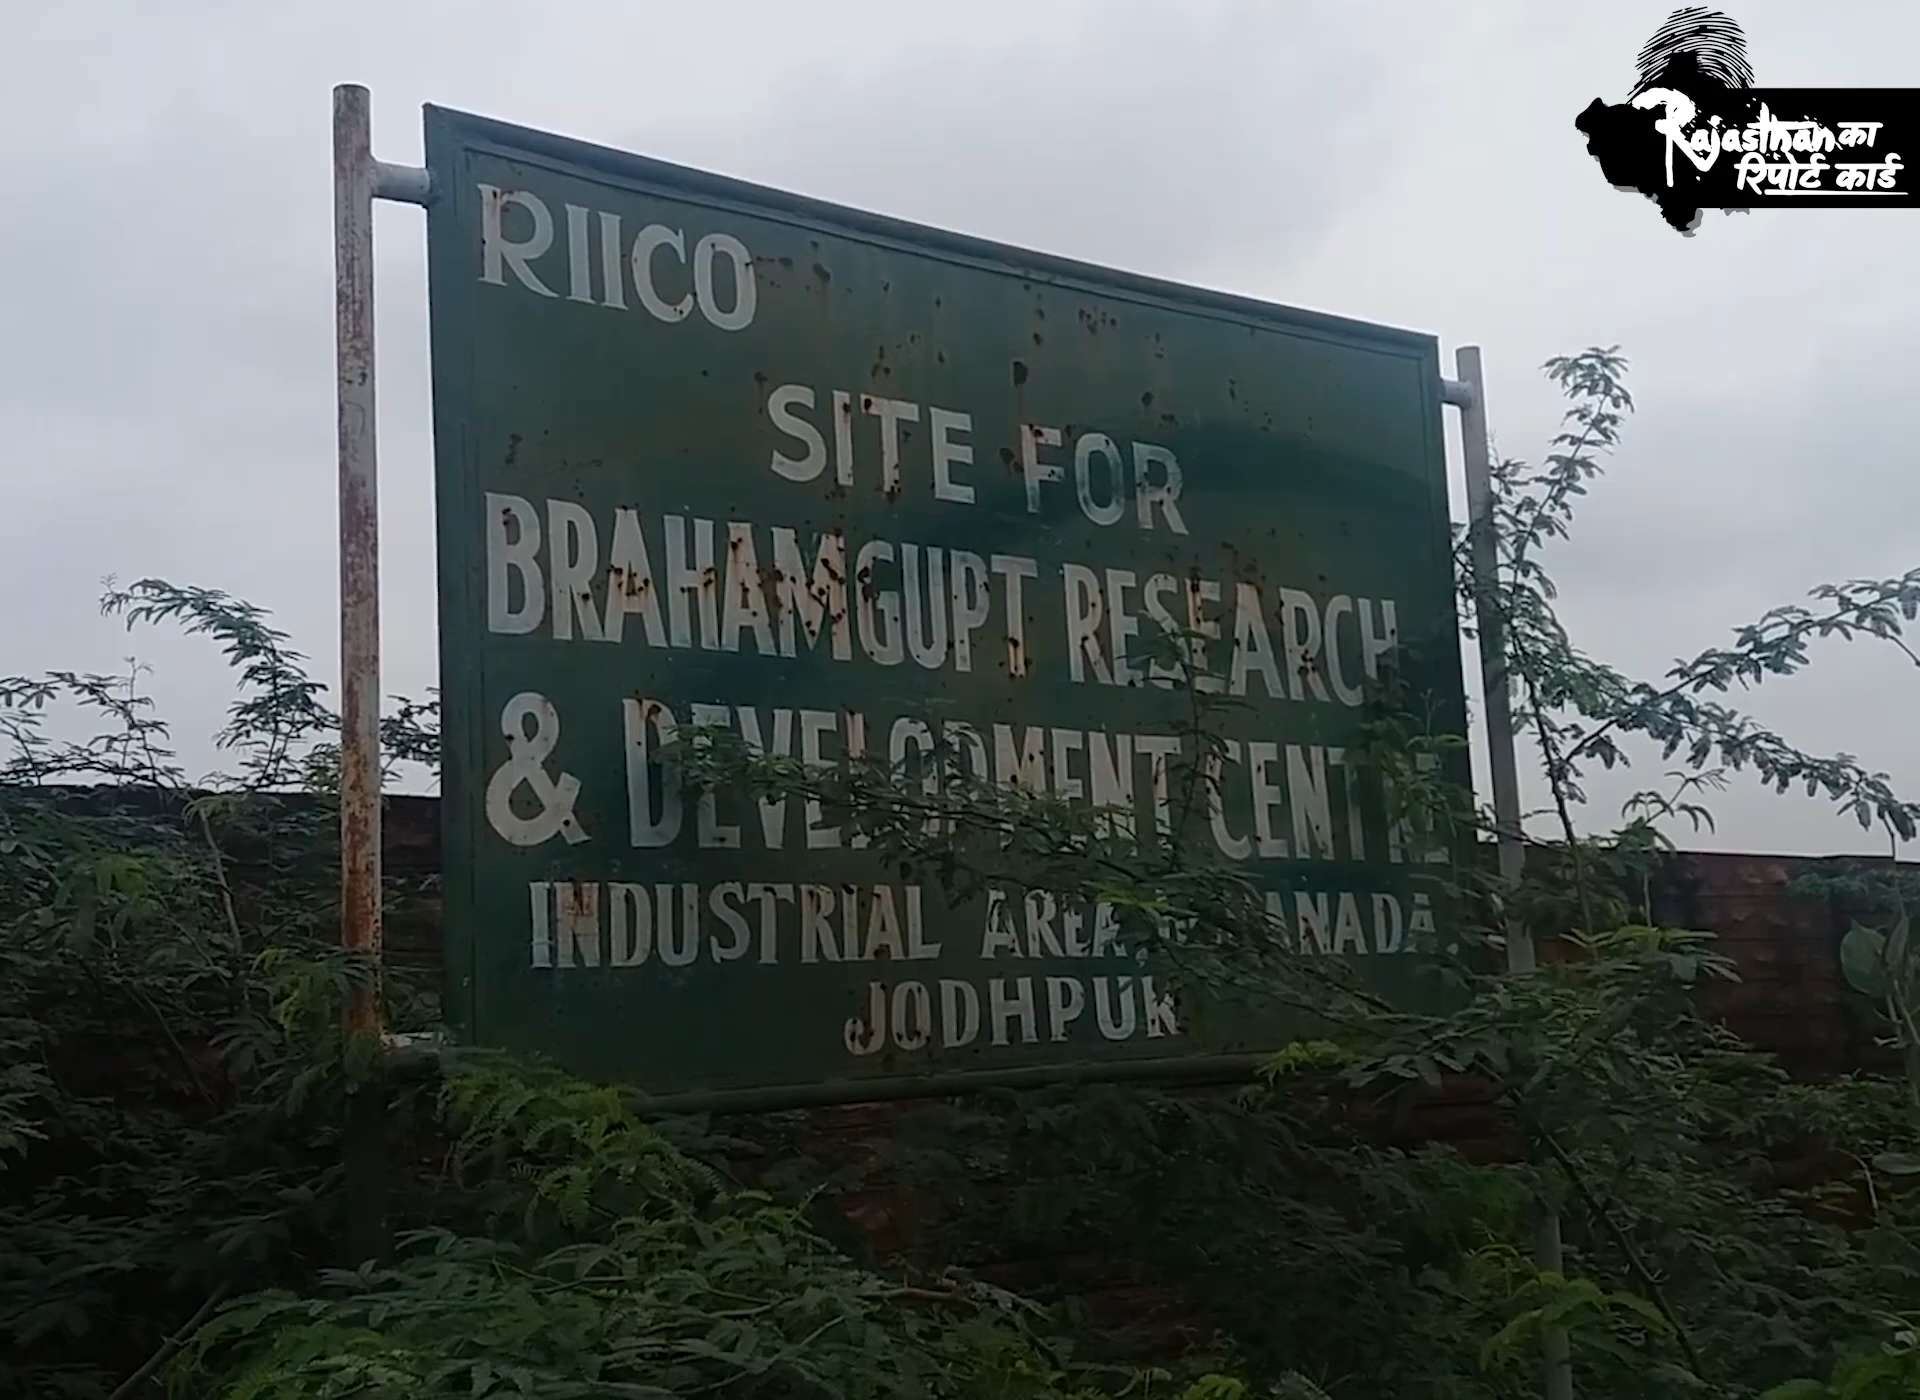 Rajasthan का
रिपोर्ट कार्ड
RIICO
SITE FOR
BRAHAMGUPT RESEARCH
& DEVELOPMENT CENTRE
INDUSTRIAL AREA,
JODHPUR